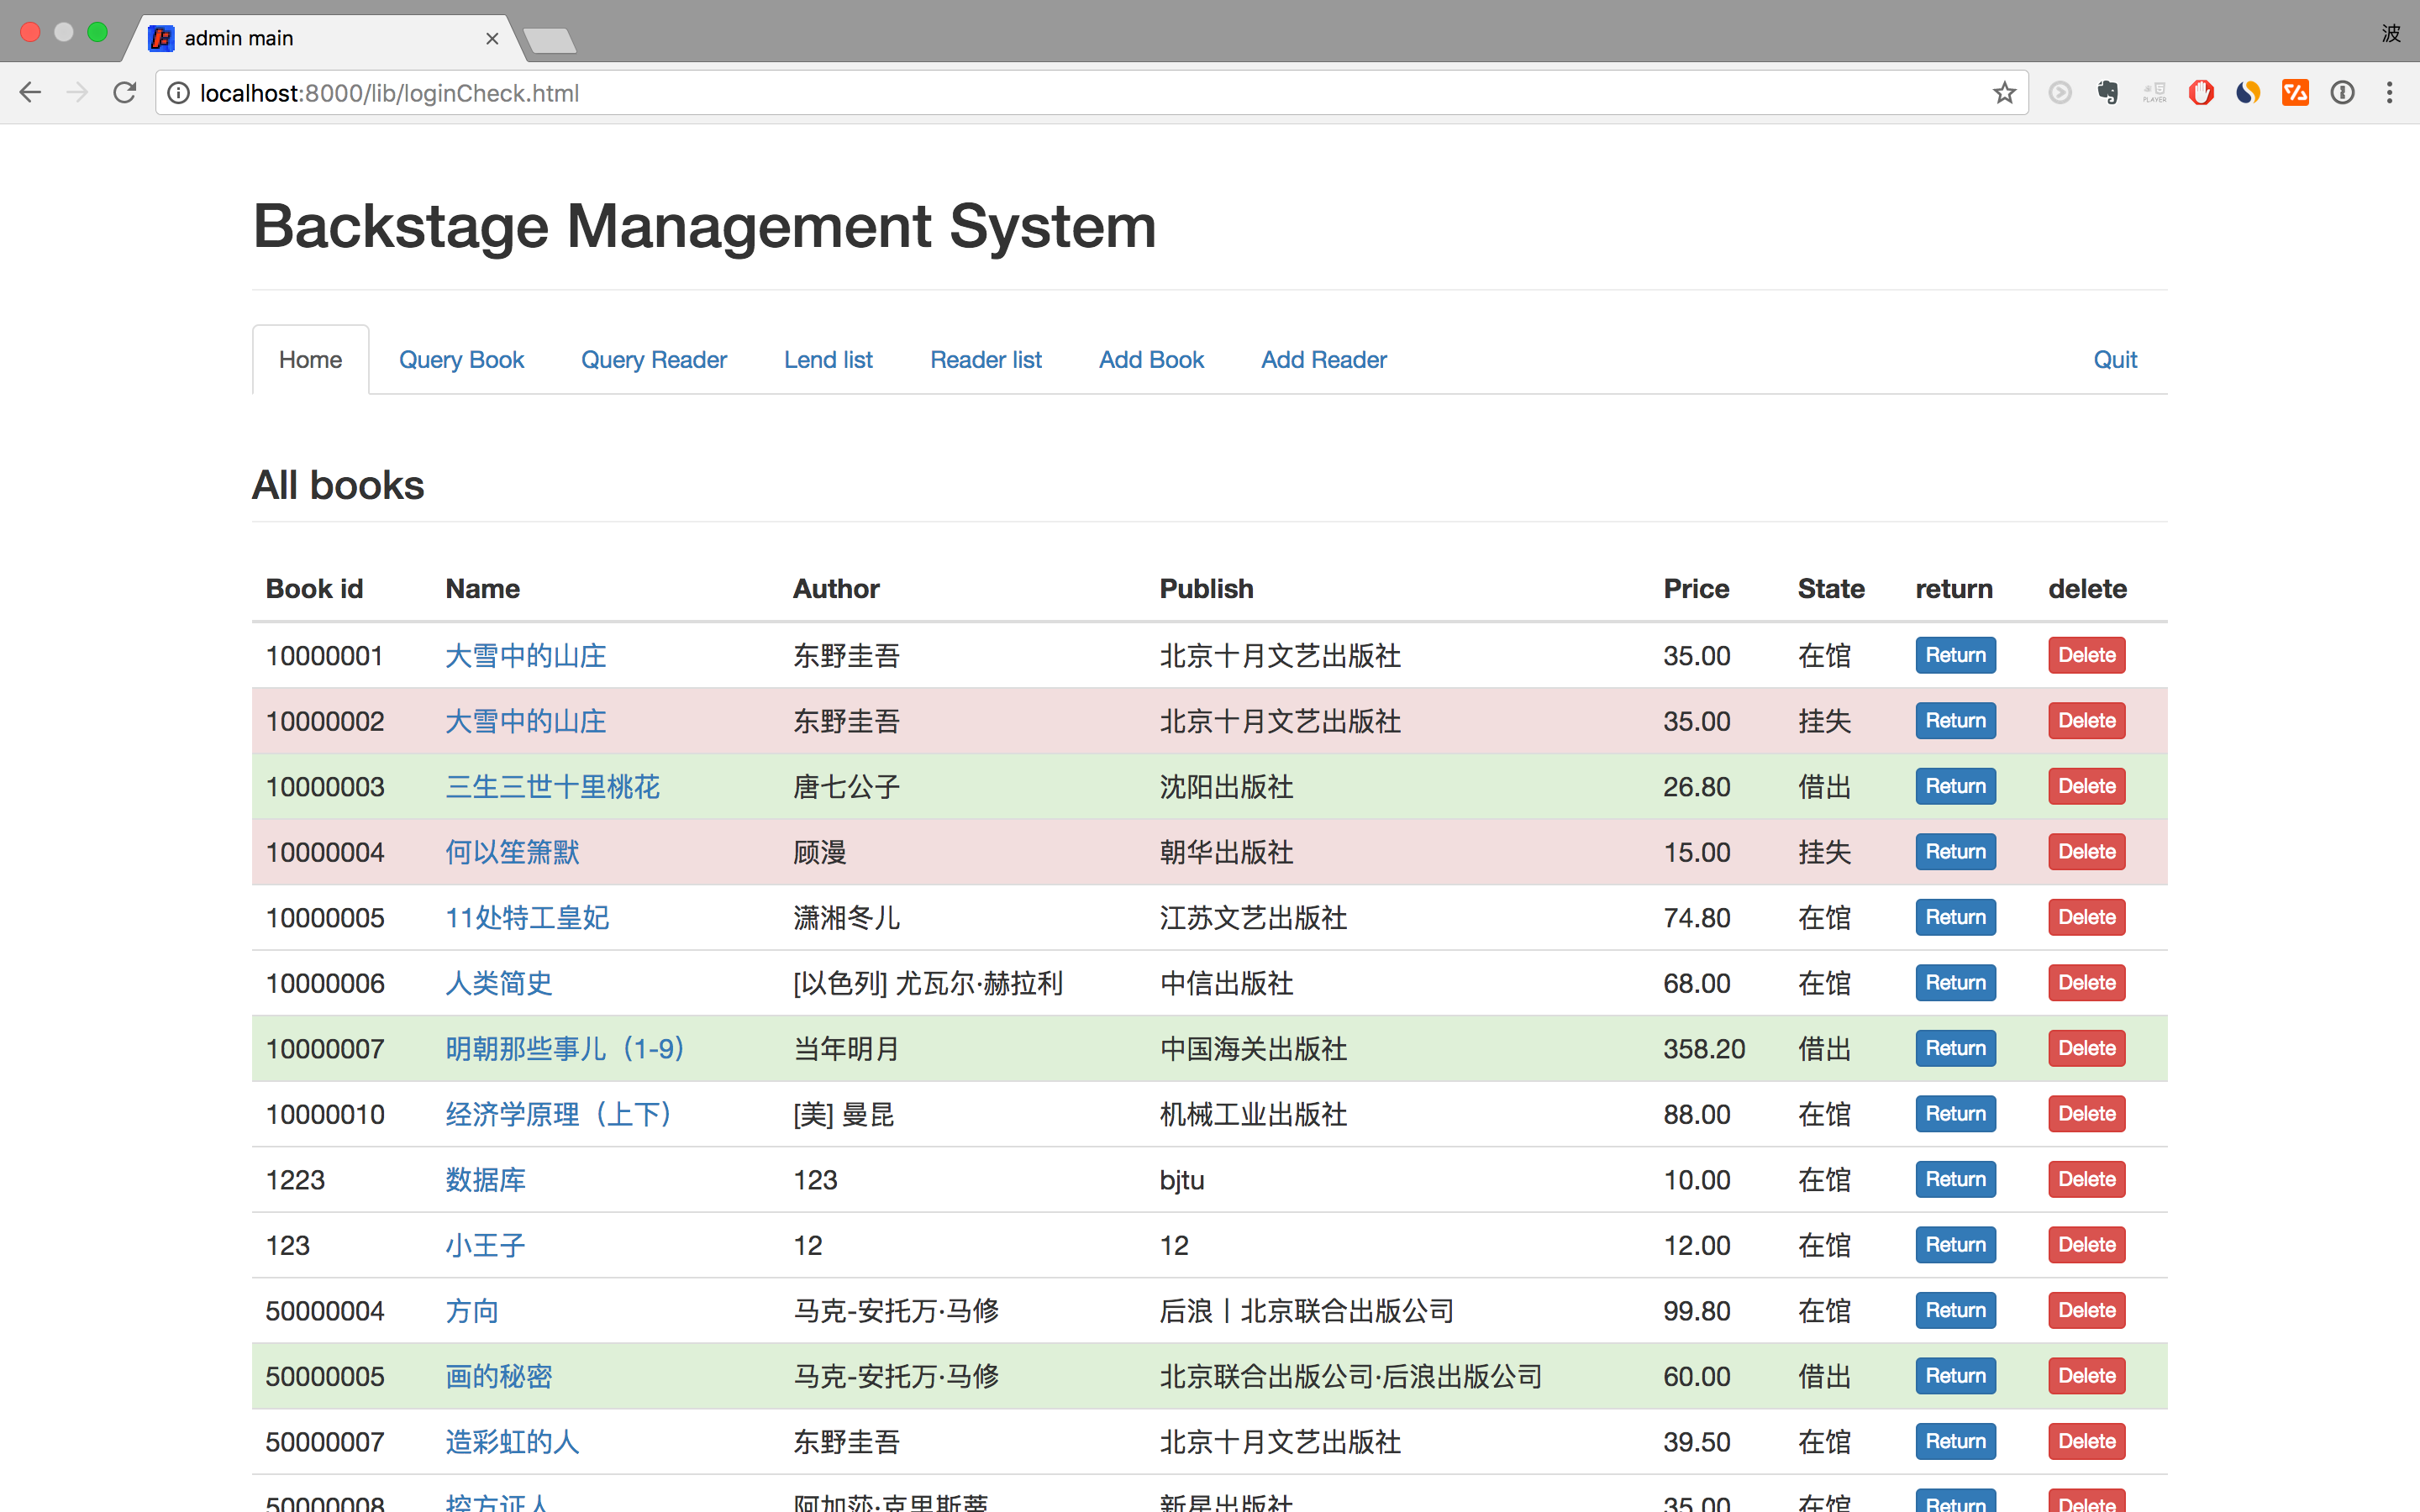 admin main
波
localhost:8000/lib/loginCheck.html
PLAYER
Backstage Management System
Home Query Book Query Reader Lend list Reader list Add Book Add Reader Quit
All books
Book id Name Author Publish Price State return delete
10000001 大雪中的山庄 东野圭吾 北京十月文艺出版社 35.00 在馆 Return Delete
10000002 大雪中的山庄 东野圭吾 北京十月文艺出版社 35.00 挂失 Return Delete
10000003 三生三世十里桃花 唐七公子 沈阳出版社 26.80 借出 Return Delete
10000004 何以笙箫默 顾漫 朝华出版社 15.00 挂失 Return Delete
10000005 11处特工皇妃 潇湘冬儿 江苏文艺出版社 74.80 在馆 Return Delete
10000006 人类简史 [以色列] 尤瓦尔·赫拉利 中信出版社 68.00 在馆 Return Delete
10000007 明朝那些事儿（1-9） 当年明月 中国海关出版社 358.20 借出 Return Delete
10000010 经济学原理（上下） [美] 曼昆 机械工业出版社 88.00 在馆 Return Delete
1223 数据库 123 bjtu 10.00 在馆 Return Delete
123 小王子 12 12 12.00 在馆 Return Delete
50000004 方向 马克-安托万·马修 后浪丨北京联合出版公司 99.80 在馆 Return Delete
50000005 画的秘密 马克-安托万·马修 北京联合出版公司·后浪出版公司 60.00 借出 Return Delete
50000007 造彩虹的人 东野圭吾 北京十月文艺出版社 39.50 在馆 Return Delete
50000008 控方证人 阿加莎·克里斯蒂 新星出版社 35.00 在馆 Return Delete